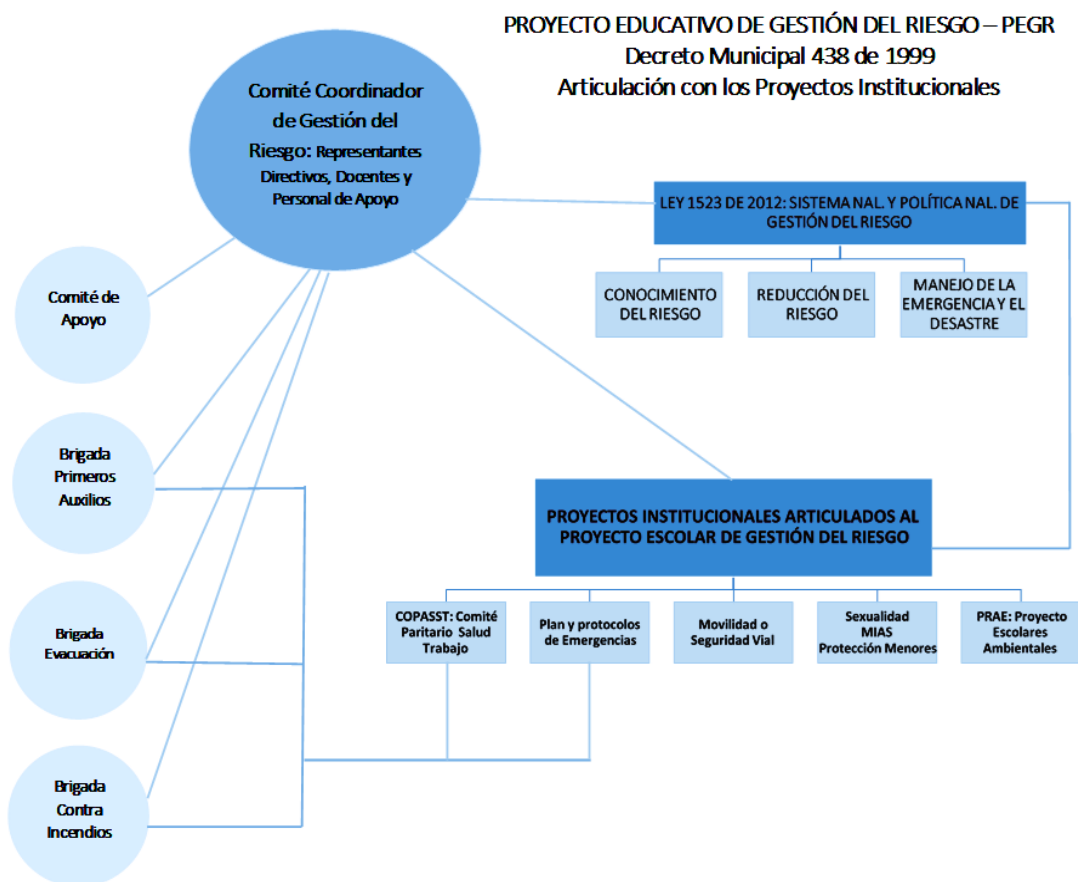 PROYECTO EDUCATIVO DE GESTIÓN DEL RIESGO – PEGR
Decreto Municipal 438 de 1999
Articulación con los Proyectos Institucionales
Comité Coordinador
de Gestión del
Riesgo: Representantes
Directivos, Docentes y
Personal de Apoyo
LEY 1523 DE 2012: SISTEMA NAL. Y POLÍTICA NAL. DE
GESTIÓN DEL RIESGO
CONOCIMIENTO
DEL RIESGO
REDUCCIÓN DEL
RIESGO
MANEJO DE LA
EMERGENCIA Y EL
DESASTRE
Comité de
Apoyo
Brigada
Primeros
Auxilios
Brigada
Evacuación
Brigada
Contra
Incendios
PROYECTOS INSTITUCIONALES ARTICULADOS AL
PROYECTO ESCOLAR DE GESTIÓN DEL RIESGO
COPASST: Comité
Paritario Salud
Trabajo
Plan y protocolos
de Emergencias
Movilidad o
Seguridad Vial
Sexualidad
MIAS
Protección Menores
PRAE: Proyecto
Escolares
Ambientales